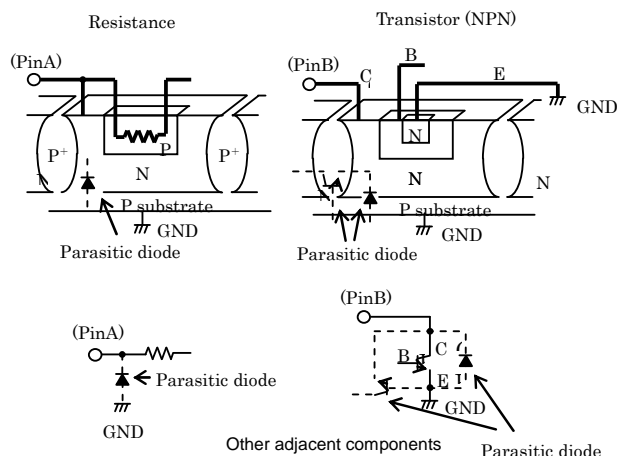 Resistance
Transistor (NPN)
(PinA)
(PinB)
C
B
E
GND
P+
P
N
P+
N
N
N
P substrate
GND
Parasitic diode
P substrate
GND
Parasitic diode
(PinA)
Parasitic diode
GND
(PinB)
B
C
E
GND
Other adjacent components
Parasitic diode